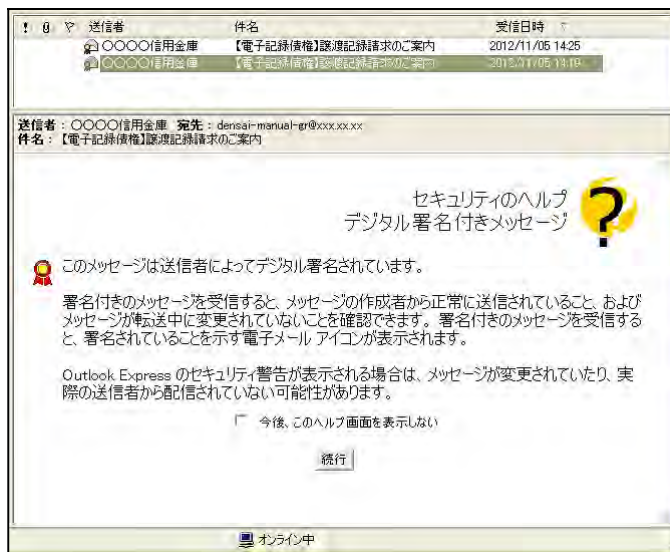 ! 送信者 件名 受信日時
〇〇〇〇信用金庫 【電子記録債権】譲渡記録請求のご案内 2012/11/05 14:25
〇〇〇〇信用金庫 【電子記録債権】譲渡記録請求のご案内 2012/11/05 14:19
送信者: 〇〇〇〇信用金庫 宛先: densai-manual-gr@xxx.xx.xx
件名: 【電子記録債権】譲渡記録請求のご案内
セキュリティのヘルプ
デジタル署名付きメッセージ
?
このメッセージは送信者によってデジタル署名されています。
署名付きのメッセージを受信すると、メッセージの作成者から正常に送信されていること、および
メッセージが転送中に変更されていないことを確認できます。署名付きのメッセージを受信する
と、署名されていることを示す電子メール アイコンが表示されます。
Outlook Express のセキュリティ警告が表示される場合は、メッセージが変更されていたり、実
際の送信者から配信されていない可能性があります。
今後、このヘルプ画面を表示しない
続行
オンライン中